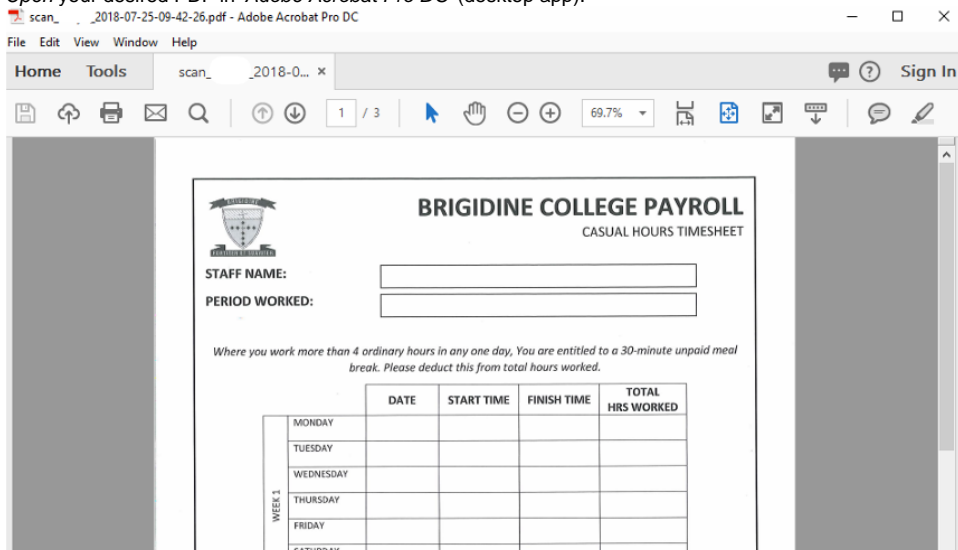 Open your desired PDF in 'Adobe Acrobat Pro DC' (desktop app).
scan_ _2018-07-25-09-42-26.pdf - Adobe Acrobat Pro DC
File Edit View Window Help
Home Tools scan_ _2018-0... × ? Sign In
1 / 3 69.7%
BRIGIDINE
BRIGIDINE COLLEGE PAYROLL
CASUAL HOURS TIMESHEET
STAFF NAME:
PERIOD WORKED:
Where you work more than 4 ordinary hours in any one day, You are entitled to a 30-minute unpaid meal
break. Please deduct this from total hours worked.
DATE START TIME FINISH TIME TOTAL
HRS WORKED
WEEK 1
MONDAY
TUESDAY
WEDNESDAY
THURSDAY
FRIDAY
SATURDAY